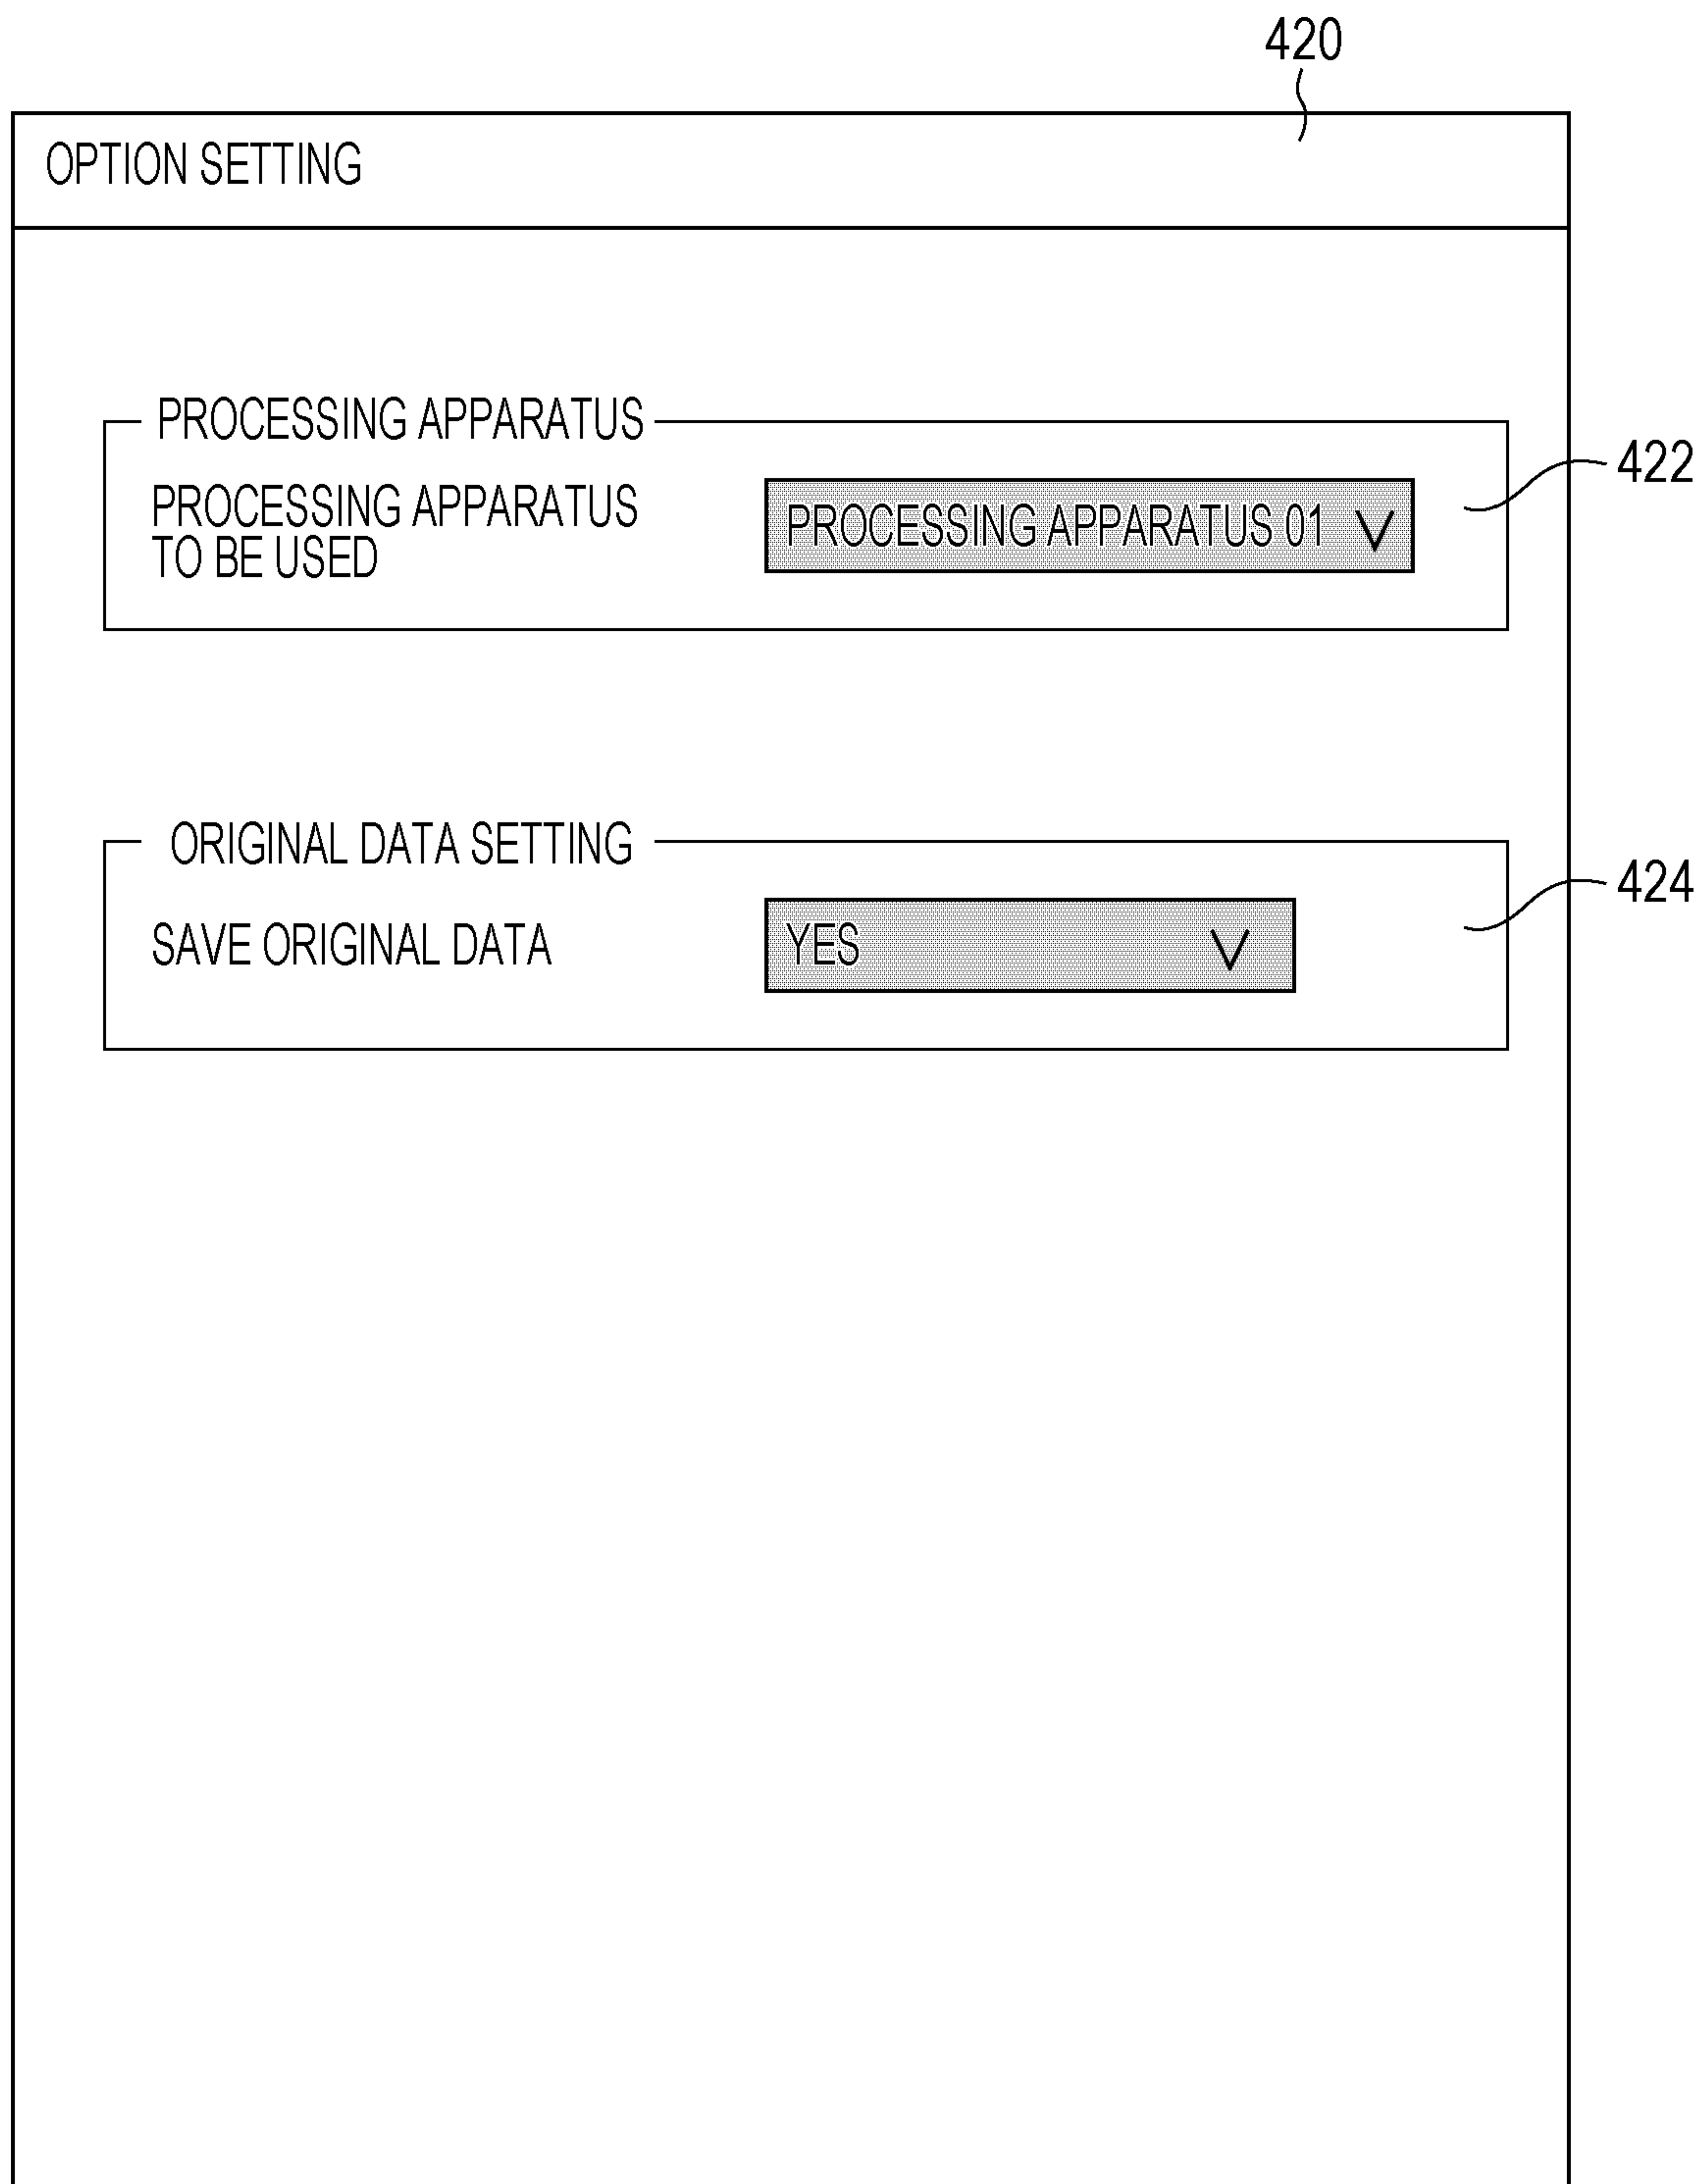 420
OPTION SETTING
PROCESSING APPARATUS
422
PROCESSING APPARATUS
TO BE USED
PROCESSING APPARATUS 01
ORIGINAL DATA SETTING
424
SAVE ORIGINAL DATA
YES